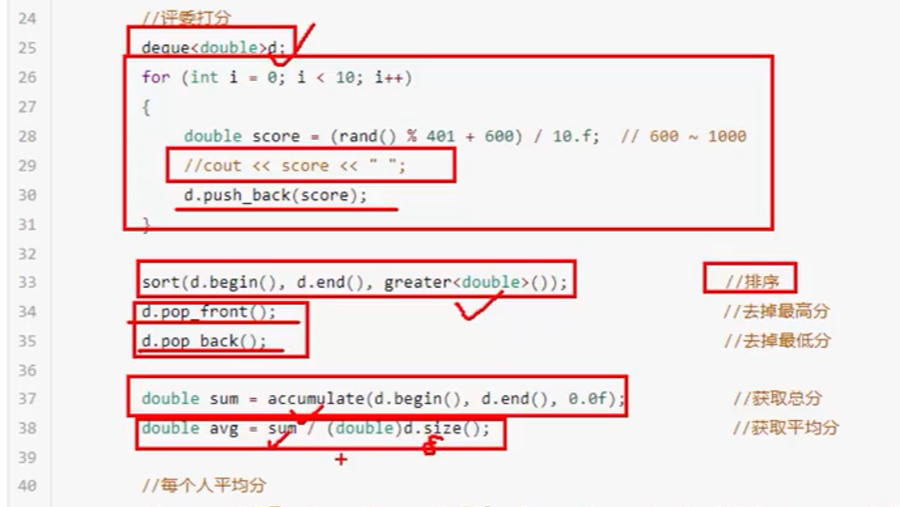 24 //评委打分
25 deque<double>d;
26 for (int i = 0; i < 10; i++)
27 {
28 double score = (rand() % 401 + 600) / 10.f; // 600 ~ 1000
29 //cout << score << " ";
30 d.push_back(score);
31 }
32
33 sort(d.begin(), d.end(), greater<double>()); //排序
34 d.pop_front(); //去掉最高分
35 d.pop_back(); //去掉最低分
36
37 double sum = accumulate(d.begin(), d.end(), 0.0f); //获取总分
38 double avg = sum / (double)d.size(); //获取平均分
8
39
40 //每个人平均分